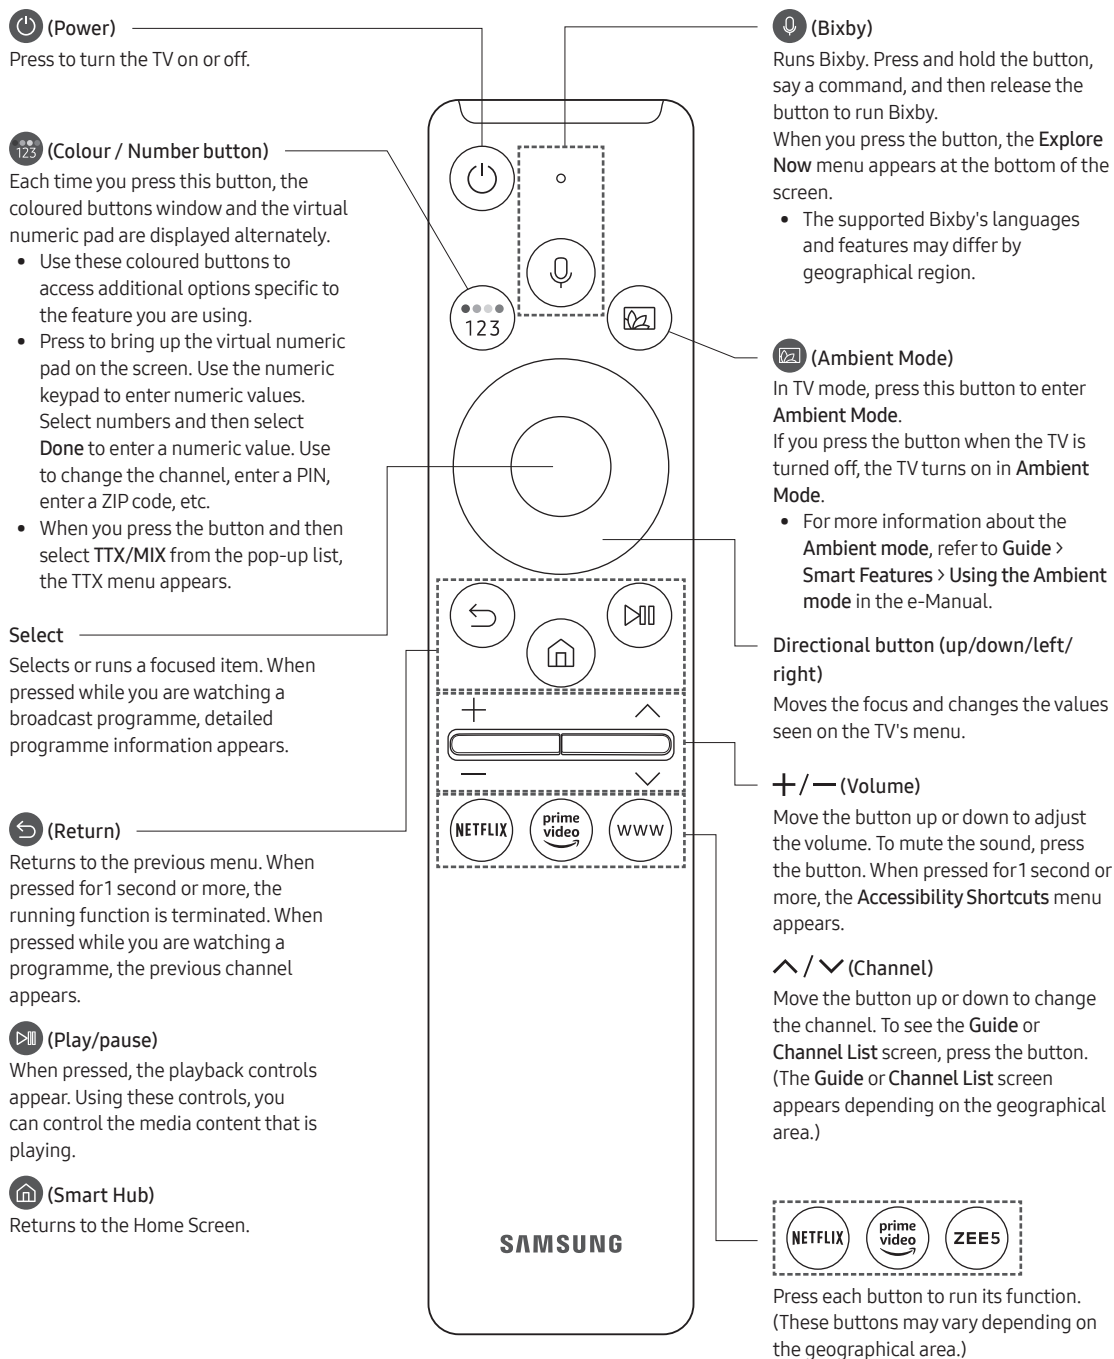 (Power)
Press to turn the TV on or off.
123 (Colour / Number button)
Each time you press this button, the
coloured buttons window and the virtual
numeric pad are displayed alternately.
• Use these coloured buttons to
access additional options specific to
the feature you are using.
• Press to bring up the virtual numeric
pad on the screen. Use the numeric
keypad to enter numeric values.
Select numbers and then select
Done to enter a numeric value. Use
to change the channel, enter a PIN,
enter a ZIP code, etc.
• When you press the button and then
select TTX/MIX from the pop-up list,
the TTX menu appears.
Select
Selects or runs a focused item. When
pressed while you are watching a
broadcast programme, detailed
programme information appears.
(Return)
Returns to the previous menu. When
pressed for 1 second or more, the
running function is terminated. When
pressed while you are watching a
programme, the previous channel
appears.
(Play/pause)
When pressed, the playback controls
appear. Using these controls, you
can control the media content that is
playing.
(Smart Hub)
Returns to the Home Screen.
123
+
—
NETFLIX
prime
video
WWW
SAMSUNG
(Bixby)
Runs Bixby. Press and hold the button,
say a command, and then release the
button to run Bixby.
When you press the button, the Explore
Now menu appears at the bottom of the
screen.
• The supported Bixby's languages
and features may differ by
geographical region.
(Ambient Mode)
In TV mode, press this button to enter
Ambient Mode.
If you press the button when the TV is
turned off, the TV turns on in Ambient
Mode.
• For more information about the
Ambient mode, refer to Guide >
Smart Features > Using the Ambient
mode in the e-Manual.
Directional button (up/down/left/
right)
Moves the focus and changes the values
seen on the TV's menu.
+/— (Volume)
Move the button up or down to adjust
the volume. To mute the sound, press
the button. When pressed for 1 second or
more, the Accessibility Shortcuts menu
appears.
/ (Channel)
Move the button up or down to change
the channel. To see the Guide or
Channel List screen, press the button.
(The Guide or Channel List screen
appears depending on the geographical
area.)
NETFLIX
prime
video
ZEE5
Press each button to run its function.
(These buttons may vary depending on
the geographical area.)